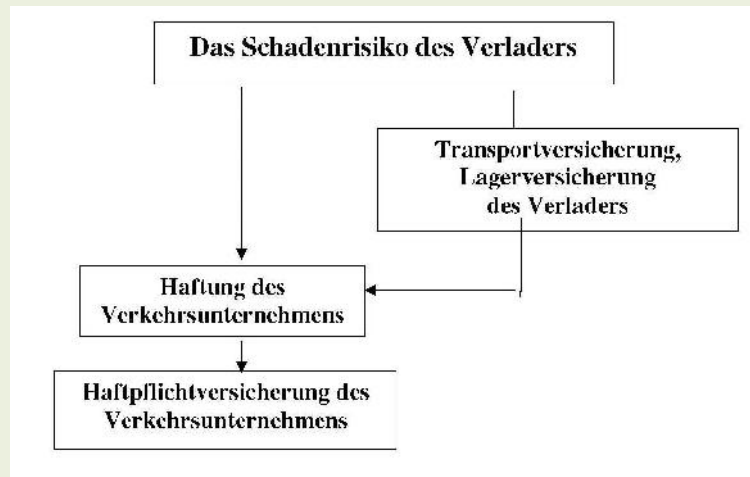 Das Schadenrisiko des Verladers
Transportversicherung,
Lagerversicherung
des Verladers
Haftung des
Verkehrsunternehmens
Haftpflichtversicherung des
Verkehrsunternehmens